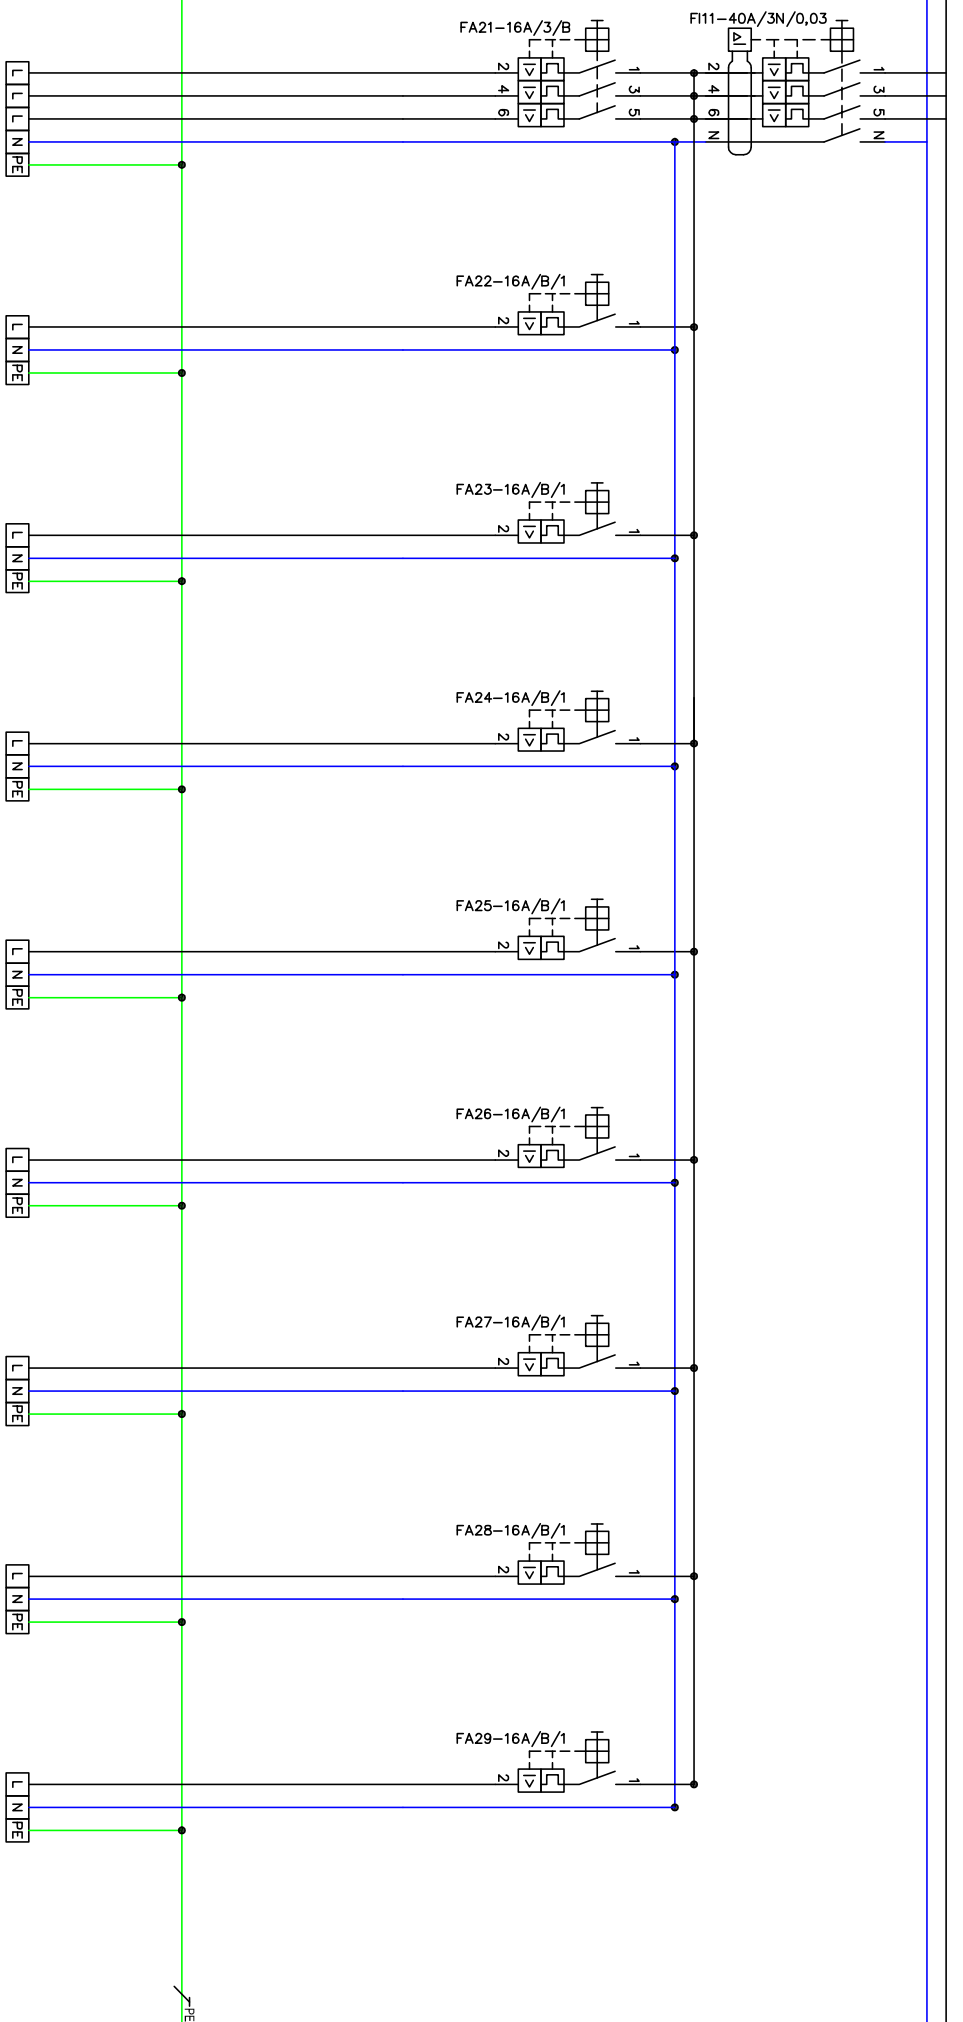 FA21-16A/3/B
FI11-40A/3N/0,03
L 2 1 2 1
L 4 3 4 3
L 6 5 6 5
N N N
PE
FA22-16A/B/1
L 2 1
N
PE
FA23-16A/B/1
L 2 1
N
PE
FA24-16A/B/1
L 2 1
N
PE
FA25-16A/B/1
L 2 1
N
PE
FA26-16A/B/1
L 2 1
N
PE
FA27-16A/B/1
L 2 1
N
PE
FA28-16A/B/1
L 2 1
N
PE
FA29-16A/B/1
L 2 1
N
PE
PE